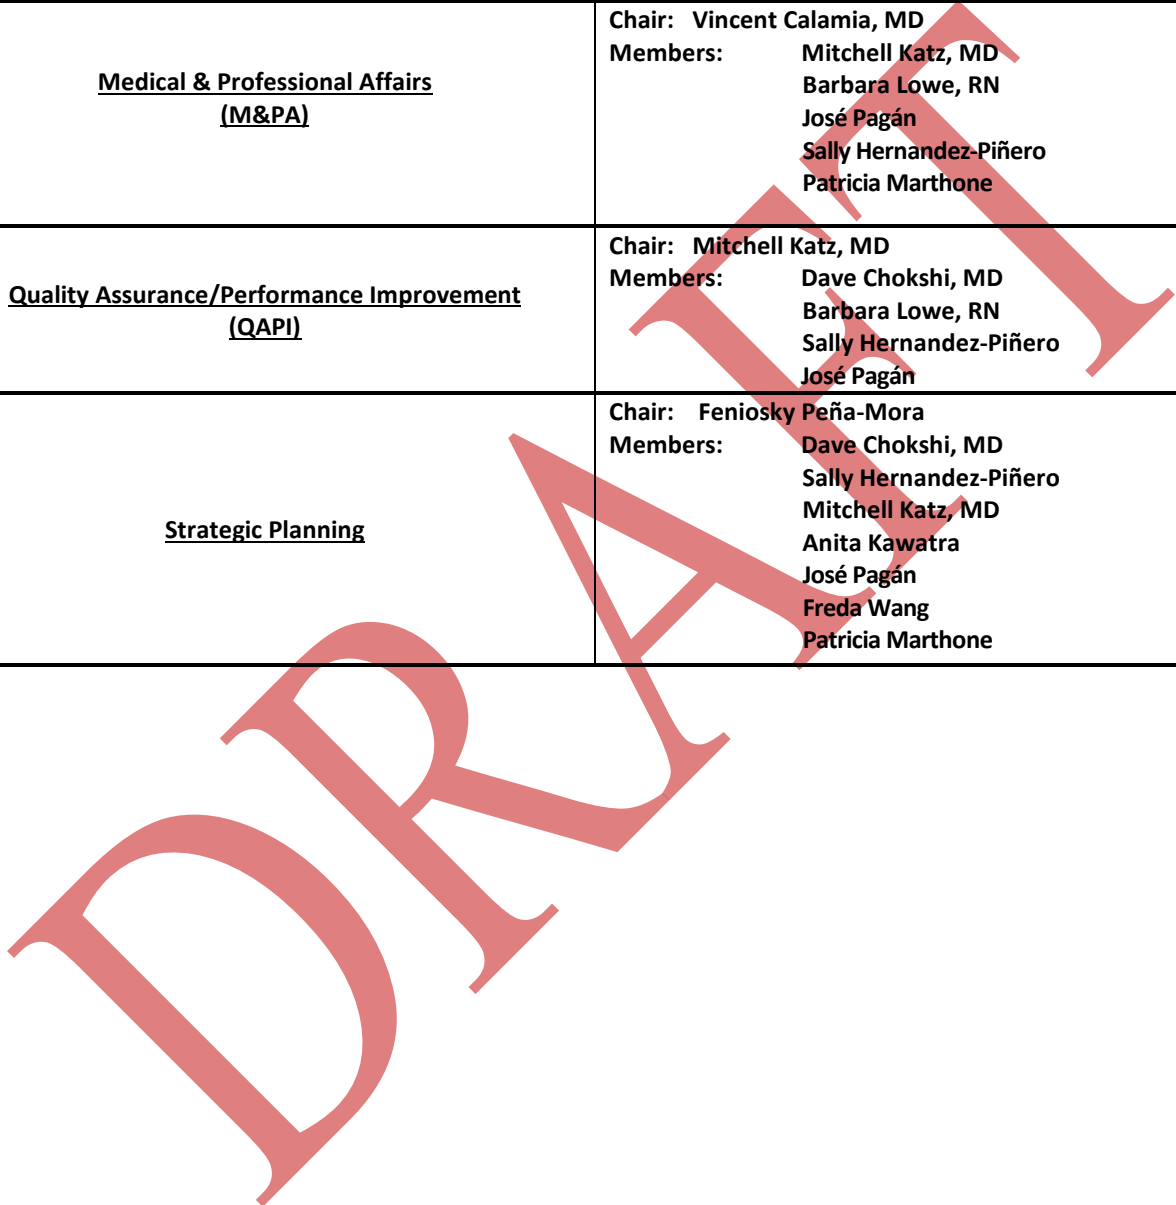 Medical & Professional Affairs
(M&PA)
Chair: Vincent Calamia, MD
Members: Mitchell Katz, MD
Barbara Lowe, RN
José Pagán
Sally Hernandez-Piñero
Patricia Marthone
Quality Assurance/Performance Improvement
(QAPI)
Chair: Mitchell Katz, MD
Members: Dave Chokshi, MD
Barbara Lowe, RN
Sally Hernandez-Piñero
José Pagán
Strategic Planning
Chair: Feniosky Peña-Mora
Members: Dave Chokshi, MD
Sally Hernandez-Piñero
Mitchell Katz, MD
Anita Kawatra
José Pagán
Freda Wang
Patricia Marthone
DRAFT